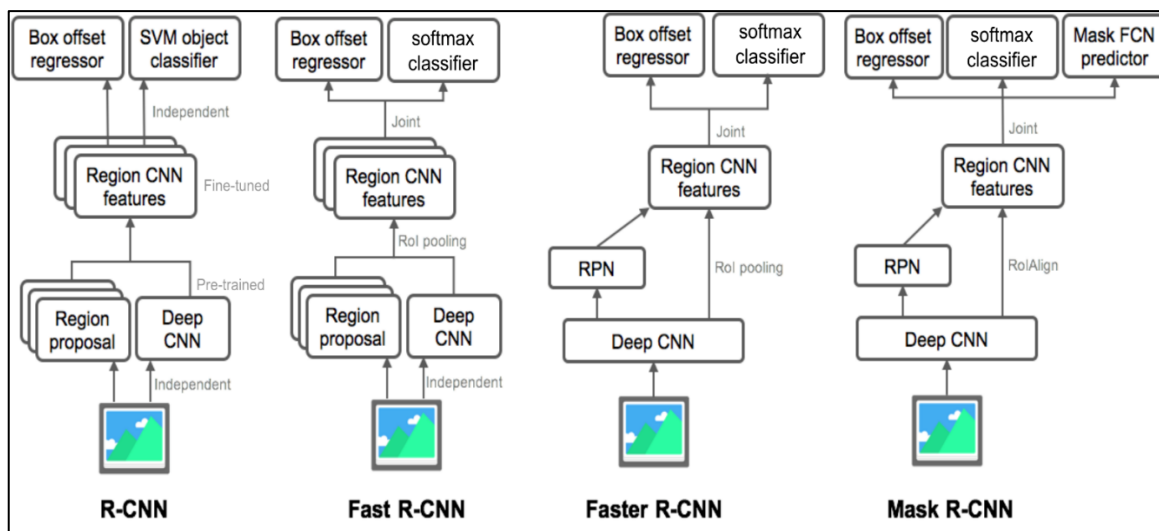 Box offset
regressor
SVM object
classifier
Independent
Region CNN
features
Fine-tuned
Pre-trained
Region
proposal
Deep
CNN
Independent
R-CNN
Box offset
regressor
softmax
classifier
Joint
Region CNN
features
RoI pooling
Region
proposal
Deep
CNN
Independent
Fast R-CNN
Box offset
regressor
softmax
classifier
Joint
Region CNN
features
RPN
RoI pooling
Deep CNN
Faster R-CNN
Box offset
regressor
softmax
classifier
Mask FCN
predictor
Joint
Region CNN
features
RPN
RoIAlign
Deep CNN
Mask R-CNN